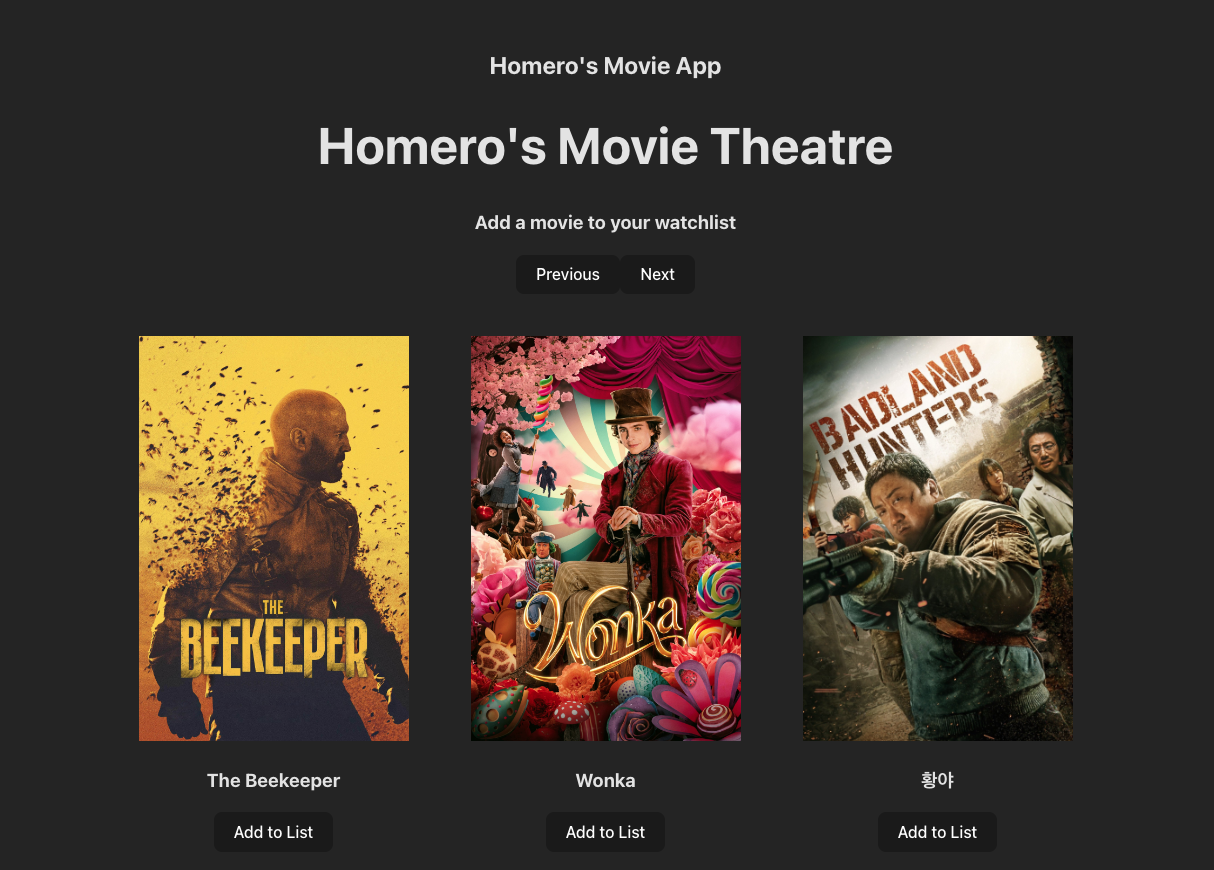 Homero's Movie App
Homero's Movie Theatre
Add a movie to your watchlist
Previous Next
THE
BEEKEEPER
Wonka
BADLAND
HUNTERS
The Beekeeper
Wonka
황야
Add to List
Add to List
Add to List